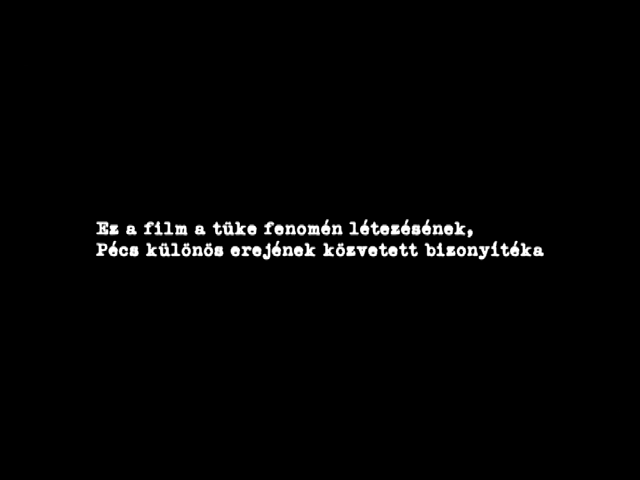 Ez a film a tüke fenomén létezésének,
Pécs különös erejének közvetett bizonyítéka